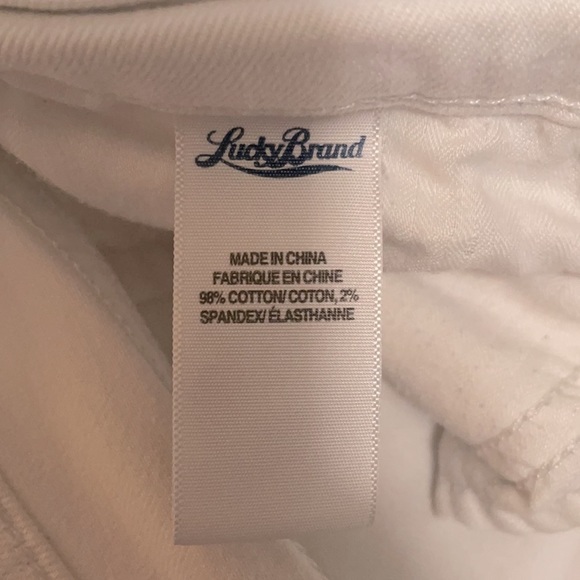 Lucky Brand
MADE IN CHINA
FABRIQUE EN CHINE
98% COTTON/ COTON, 2%
SPANDEX/ ÉLASTHANNE